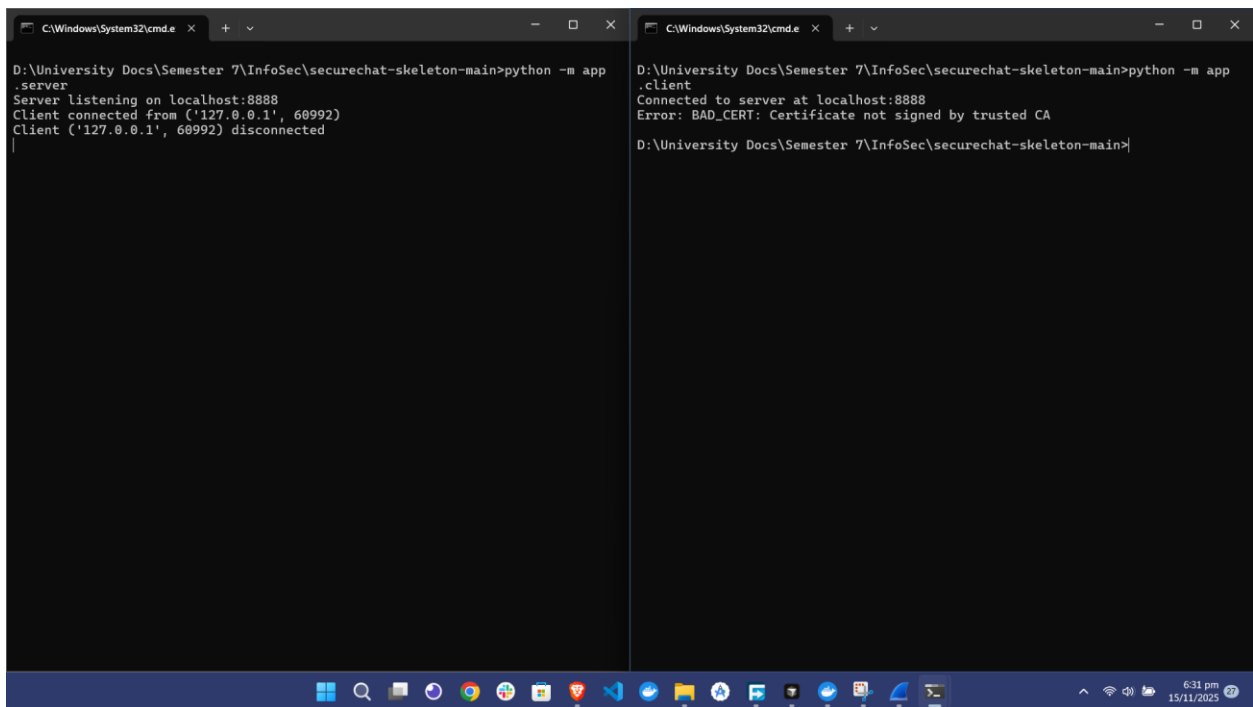 C:\Windows\System32\cmd.e
D:\University Docs\Semester 7\InfoSec\securechat-skeleton-main>python -m app
.server
Server listening on localhost:8888
Client connected from ('127.0.0.1', 60992)
Client ('127.0.0.1', 60992) disconnected
C:\Windows\System32\cmd.e
D:\University Docs\Semester 7\InfoSec\securechat-skeleton-main>python -m app
.client
Connected to server at localhost:8888
Error: BAD_CERT: Certificate not signed by trusted CA
D:\University Docs\Semester 7\InfoSec\securechat-skeleton-main>
6:31 pm
15/11/2025
27